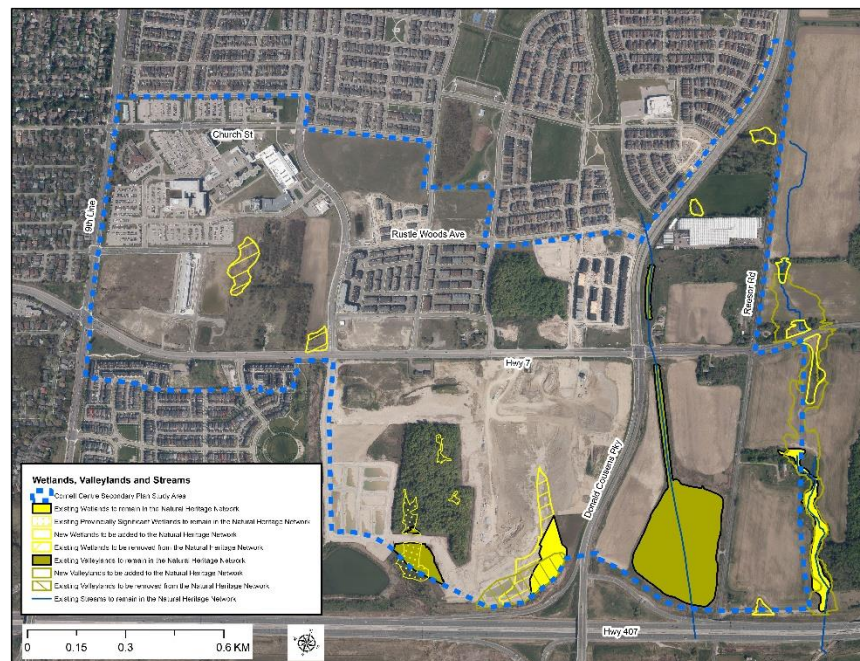 Church St
9th Line
Rustle Woods Ave
Reesor Rd
Hwy 7
Donald Cousens Pky
Wetlands, Valleylands and Streams
Cornell Centre Secondary Plan Study Area
Existing Wetlands to remain in the Natural Heritage Network
Existing Provincially Significant Wetlands to remain in the Natural Heritage Network
New Wetlands to be added to the Natural Heritage Network
Existing Wetlands to be removed from the Natural Heritage Network
Existing Valleylands to remain in the Natural Heritage Network
New Valleylands to be added to the Natural Heritage Network
Existing Valleylands to be removed from the Natural Heritage Network
Existing Streams to remain in the Natural Heritage Network
Hwy 407
0 0.15 0.3 0.6 KM